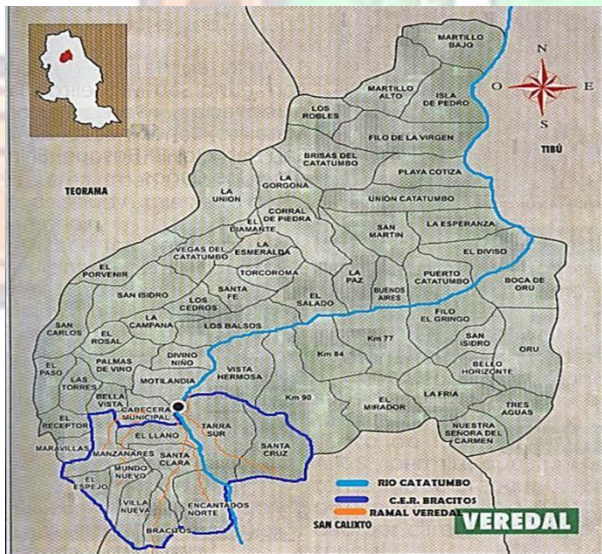 MARTILLO
BAJO
N
O
E
S
MARTILLO
ALTO
ISLA
DE PEDRO
LOS
ROBLES
FILO DE LA VIRGEN
TIBÚ
BRISAS DEL
CATATUMBO
PLAYA COTIZA
TEORAMA
LA
GORGONA
LA
UNION
UNIÓN CATATUMBO
CORRAL
DE PIEDRA
EL
DIAMANTE
SAN
MARTIN
LA ESPERANZA
VEGAS DEL
CATATUMBO
LA
ESMERALDA
EL DIVISO
EL
PORVENIR
TORCOROMA
LA
PAZ
BUENOS
AIRES
PUERTO
CATATUMBO
BOCA DE
ORU
SAN ISIDRO
LOS
CEDROS
SANTA
FE
EL
SALADO
SAN
CARLOS
EL
ROSAL
LA
CAMPANA
LOS BALSOS
FILO
EL GRINGO
Km 77
SAN
ISIDRO
ORU
Km 84
EL
PASO
PALMAS
DE VINO
DIVINO
NIÑO
VISTA
HERMOSA
BELLO
HORIZONTE
LAS
TORRES
MOTILANDIA
BELLA
VISTA
Km 90
EL
MIRADOR
LA FRIA
TRES
AGUAS
CABECERA
MUNICIPAL
EL
RECEPTOR
TARRA
SUR
NUESTRA
SEÑORA DEL
CARMEN
MARAVILLAS
EL LLANO
MANZANARES
SANTA
CLARA
SANTA
CRUZ
MUNDO
NUEVO
EL
ESPEJO
VILLA
NUEVA
ENCANTADOS
NORTE
BRACITOS
RIO CATATUMBO
C.E.R. BRACITOS
RAMAL VEREDAL
SAN CALIXTO
VEREDAL